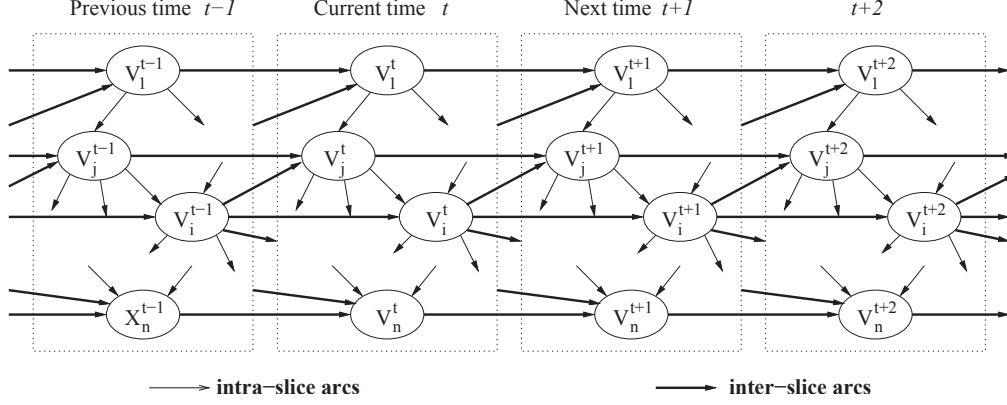 Previous time t−1 Current time t Next time t+1 t+2
V_1^{t−1} V_1^{t} V_1^{t+1} V_1^{t+2}
V_j^{t−1} V_j^{t} V_j^{t+1} V_j^{t+2}
V_i^{t−1} V_i^{t} V_i^{t+1} V_i^{t+2}
X_n^{t−1} V_n^{t} V_n^{t+1} V_n^{t+2}
intra−slice arcs inter−slice arcs